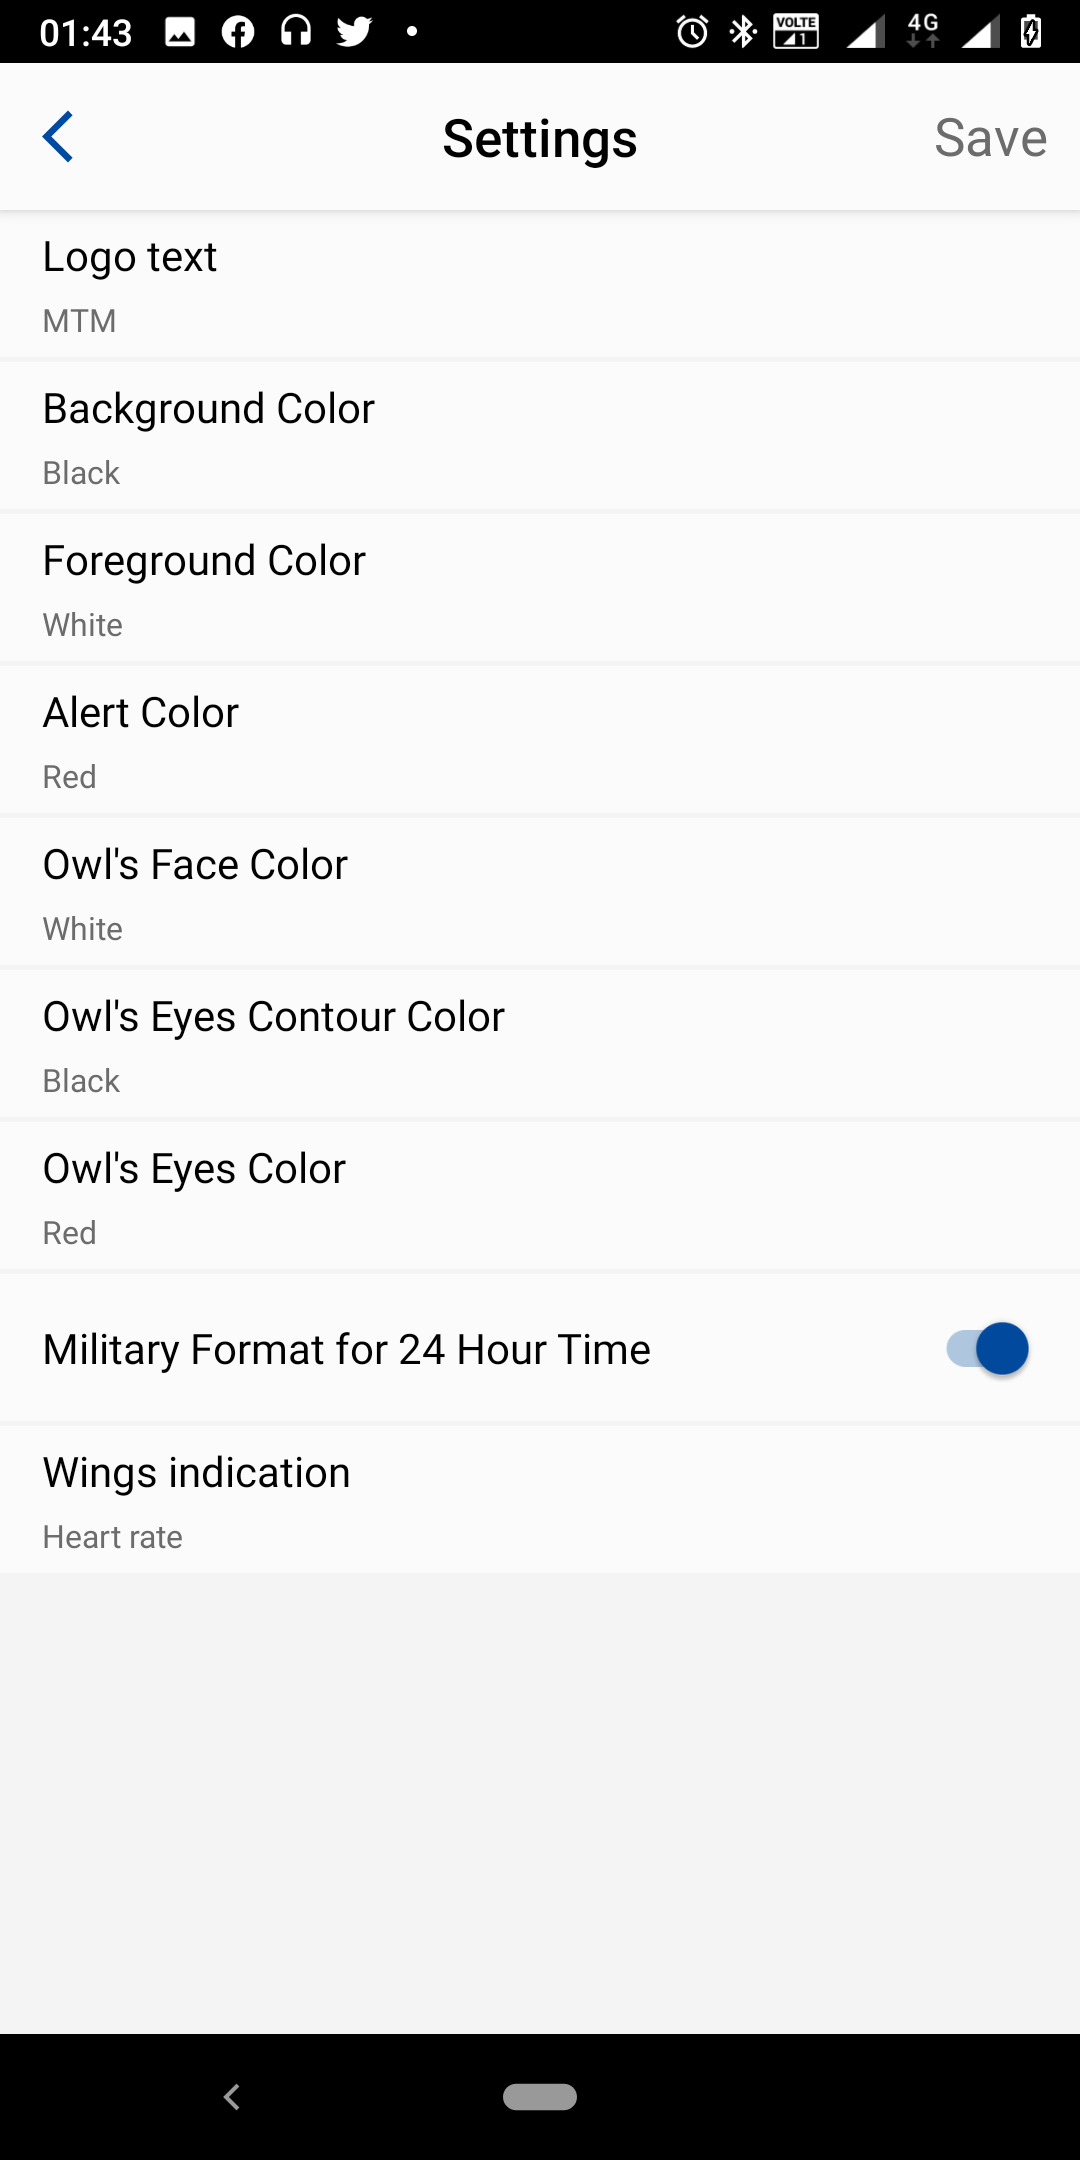 01:43
VOLTE
1
4G
Settings
Save
Logo text
MTM
Background Color
Black
Foreground Color
White
Alert Color
Red
Owl's Face Color
White
Owl's Eyes Contour Color
Black
Owl's Eyes Color
Red
Military Format for 24 Hour Time
Wings indication
Heart rate